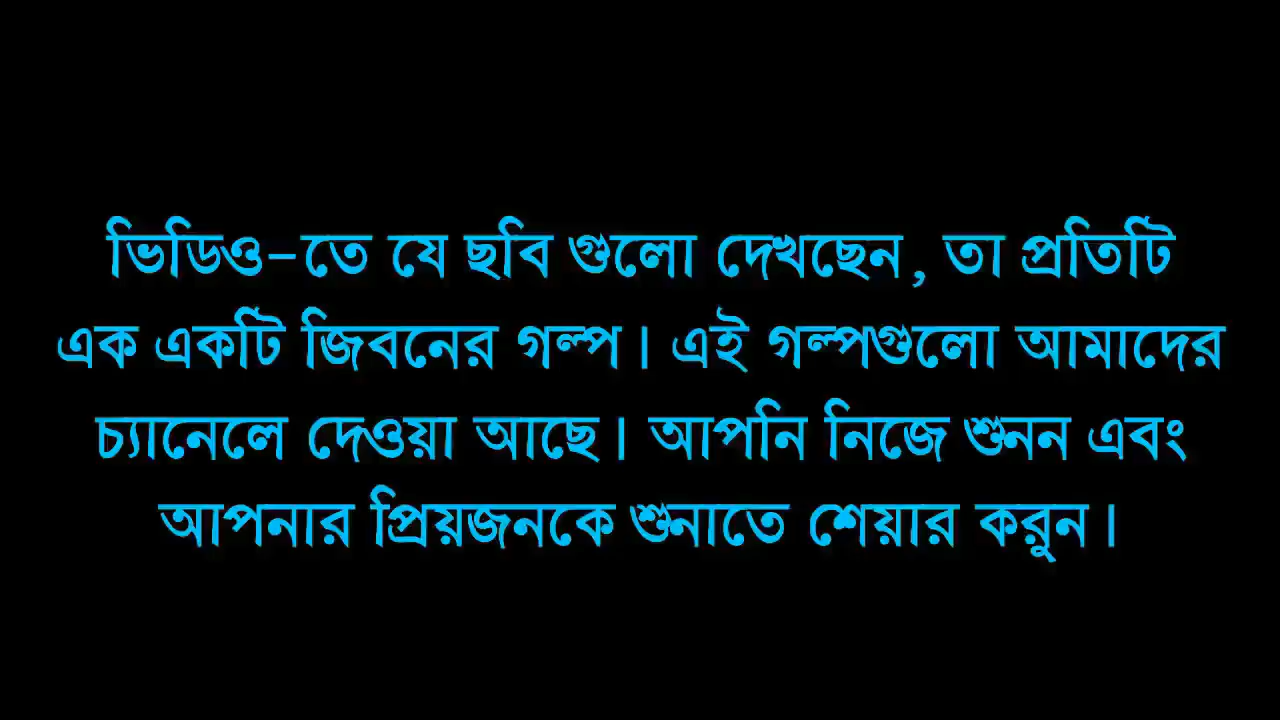 ভিডিও-তে যে ছবি গুলো দেখছেন, তা প্রতিটি
এক একটি জিবনের গল্প। এই গল্পগুলো আমাদের
চ্যানেলে দেওয়া আছে। আপনি নিজে শুনন এবং
আপনার প্রিয়জনকে শুনাতে শেয়ার করুন।